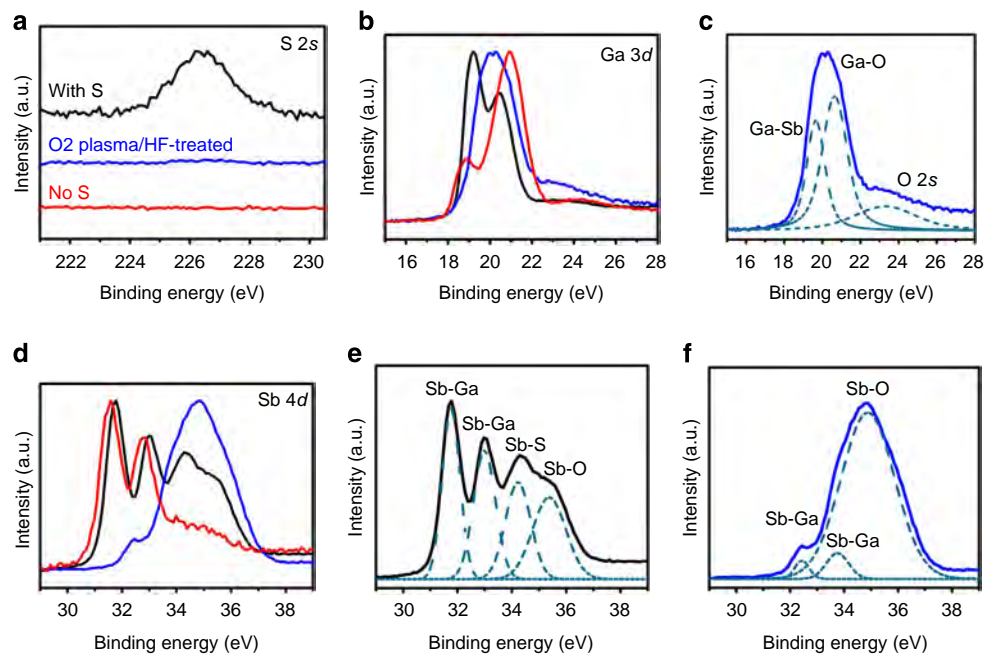 a
S 2s
With S
O2 plasma/HF-treated
No S
Intensity (a.u.)
222 224 226 228 230
Binding energy (eV)
b
Ga 3d
Intensity (a.u.)
16 18 20 22 24 26 28
Binding energy (eV)
c
Ga-O
Ga-Sb
O 2s
Intensity (a.u.)
16 18 20 22 24 26 28
Binding energy (eV)
d
Sb 4d
Intensity (a.u.)
30 32 34 36 38
Binding energy (eV)
e
Sb-Ga
Sb-Ga
Sb-S
Sb-O
Intensity (a.u.)
30 32 34 36 38
Binding energy (eV)
f
Sb-O
Sb-Ga
Sb-Ga
Intensity (a.u.)
30 32 34 36 38
Binding energy (eV)